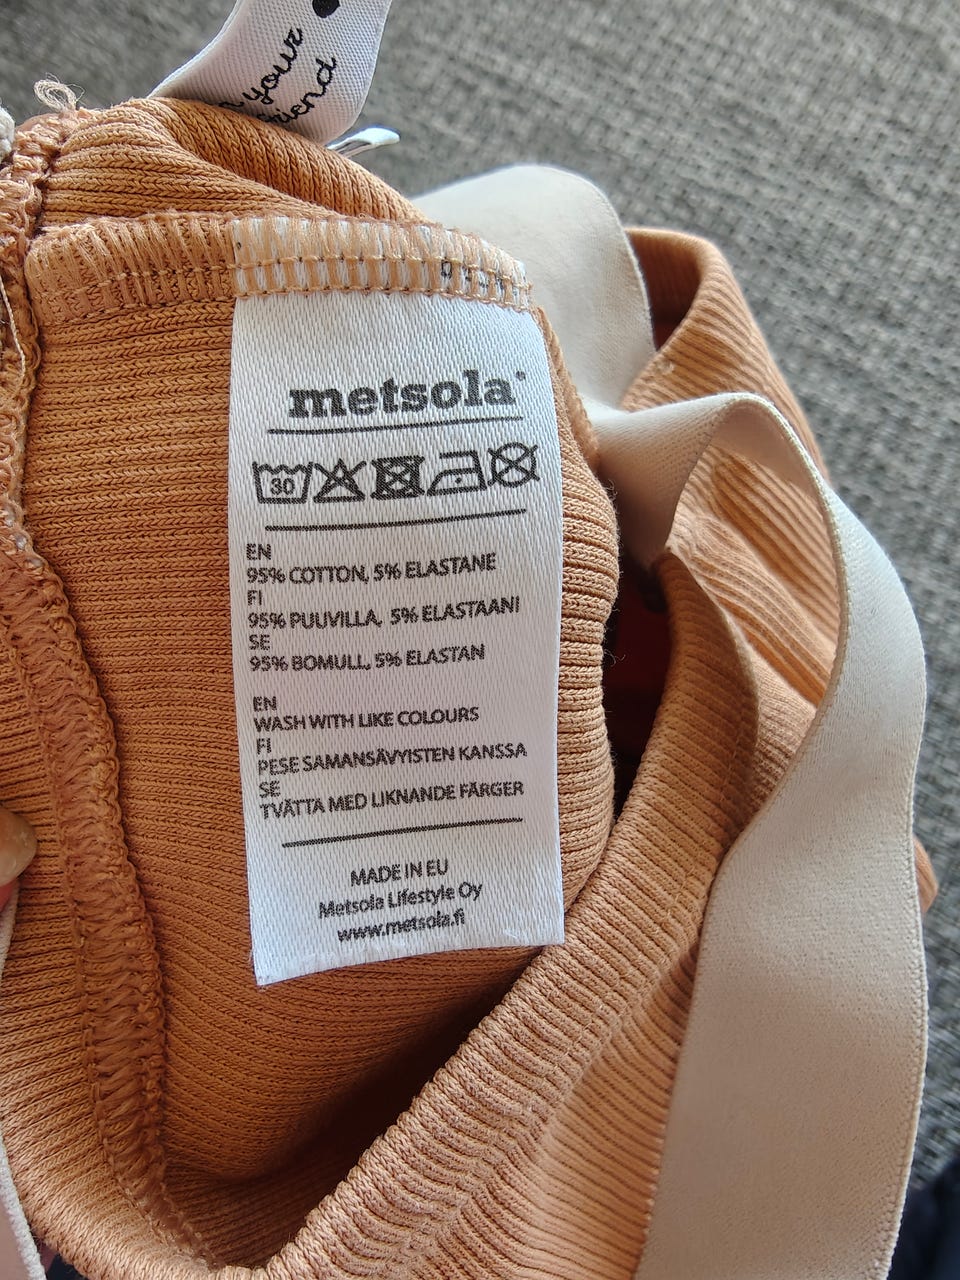 your
metsola
30
EN
95% COTTON, 5% ELASTANE
FI
95% PUUVILLA, 5% ELASTAANI
SE
95% BOMULL, 5% ELASTAN
EN
WASH WITH LIKE COLOURS
FI
PESE SAMANSÄVYISTEN KANSSA
SE
TVÄTTA MED LIKNANDE FÄRGER
MADE IN EU
Metsola Lifestyle Oy
www.metsola.fi